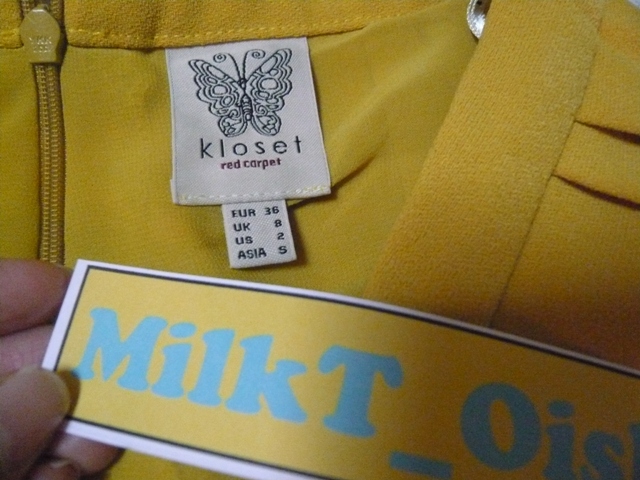 kloset
red carpet
EUR 36
UK 8
US 2
ASIA S
MilkT_Ois